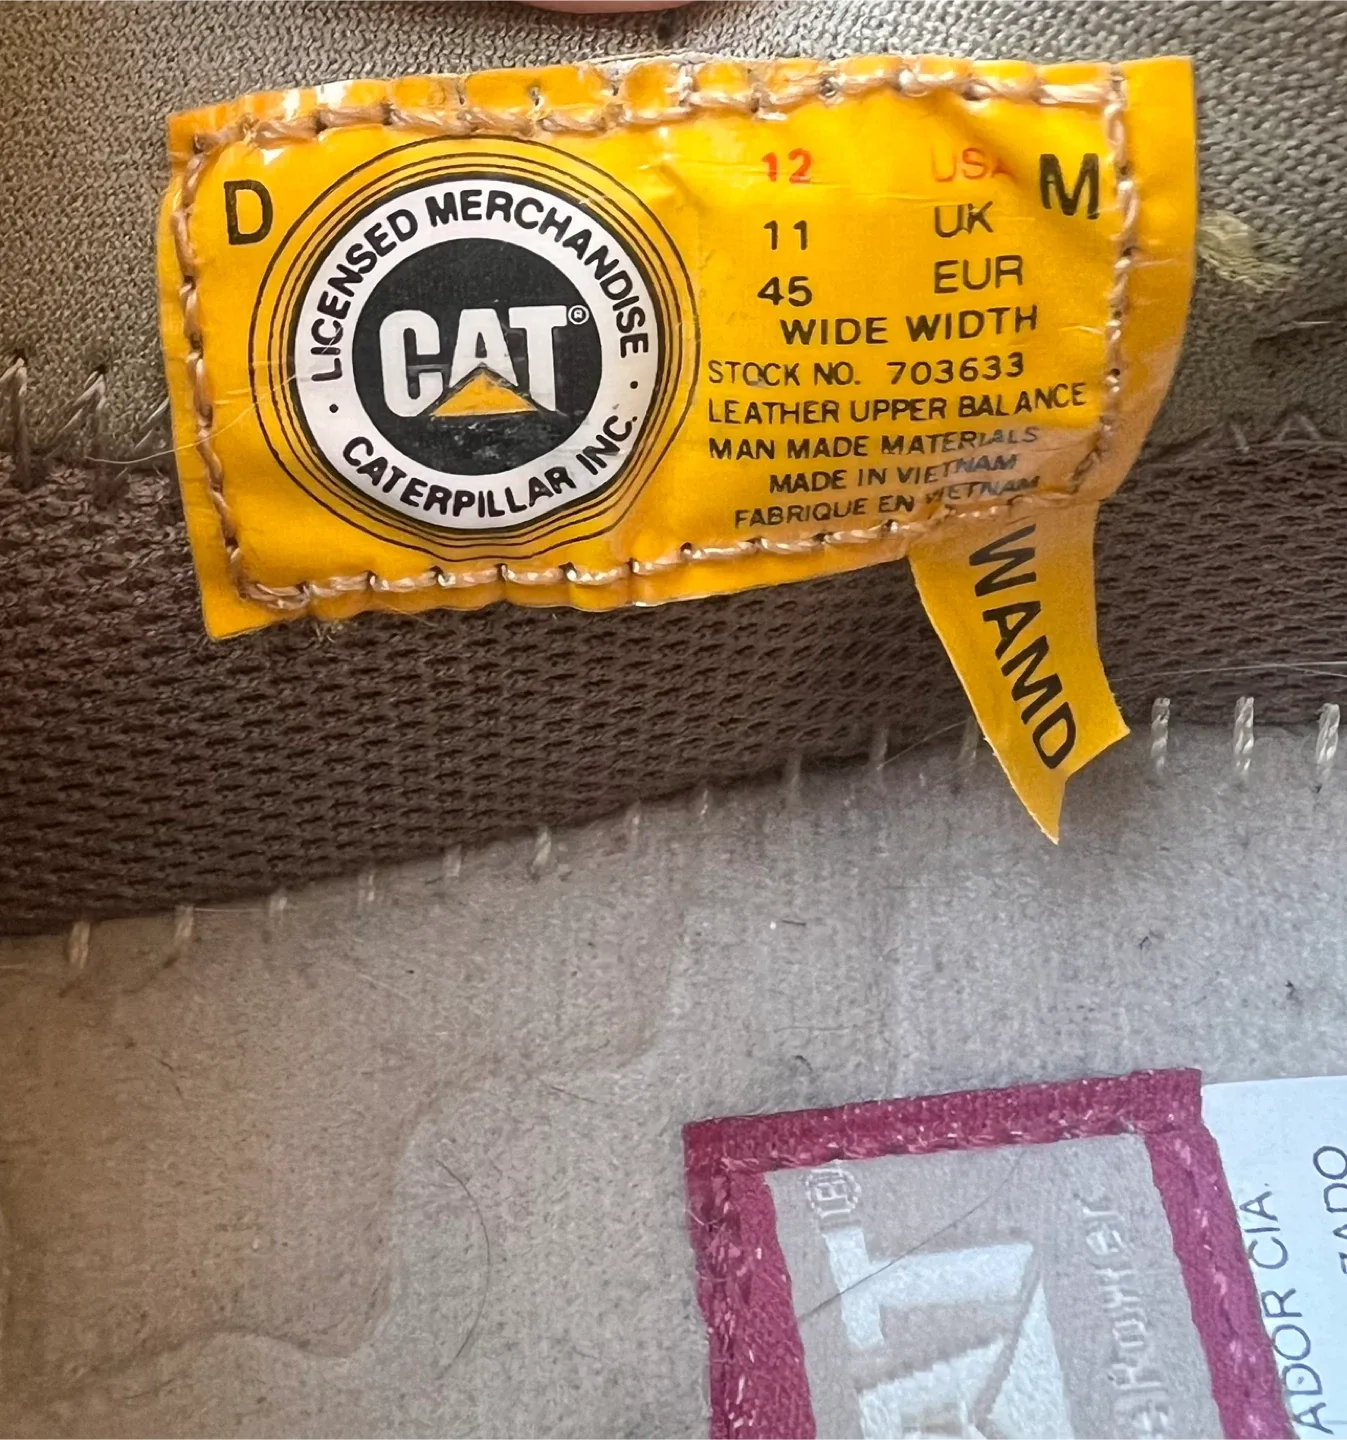 D
LICENSED MERCHANDISE
CAT®
CATERPILLAR INC.
12 USA M
11 UK
45 EUR
WIDE WIDTH
STOCK NO. 703633
LEATHER UPPER BALANCE
MAN MADE MATERIALS
MADE IN VIETNAM
FABRIQUE EN VIETNAM
WAMD
ADOR CIA.
ZADO